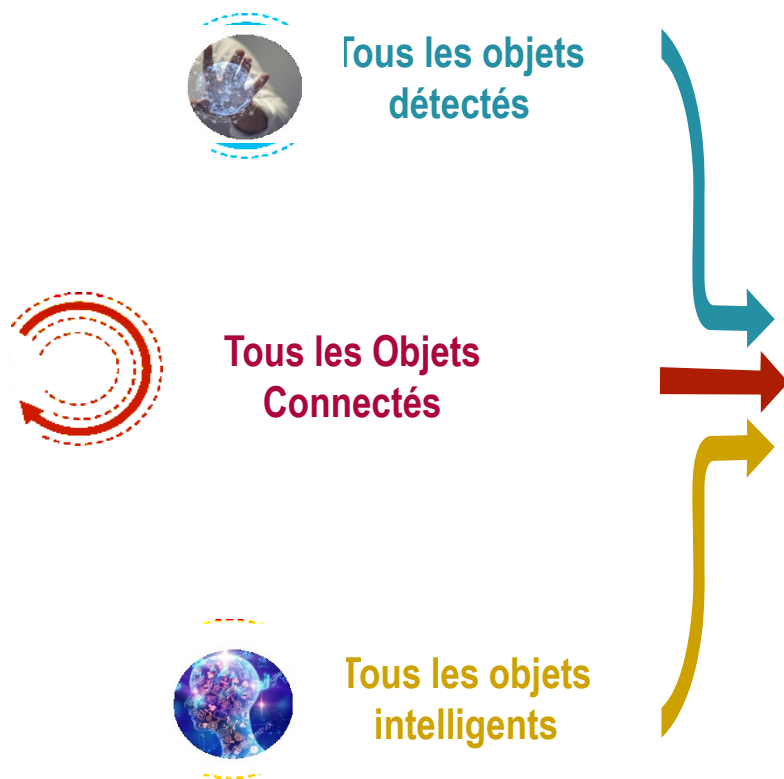 Tous les objets
détectés
Tous les Objets
Connectés
Tous les objets
intelligents